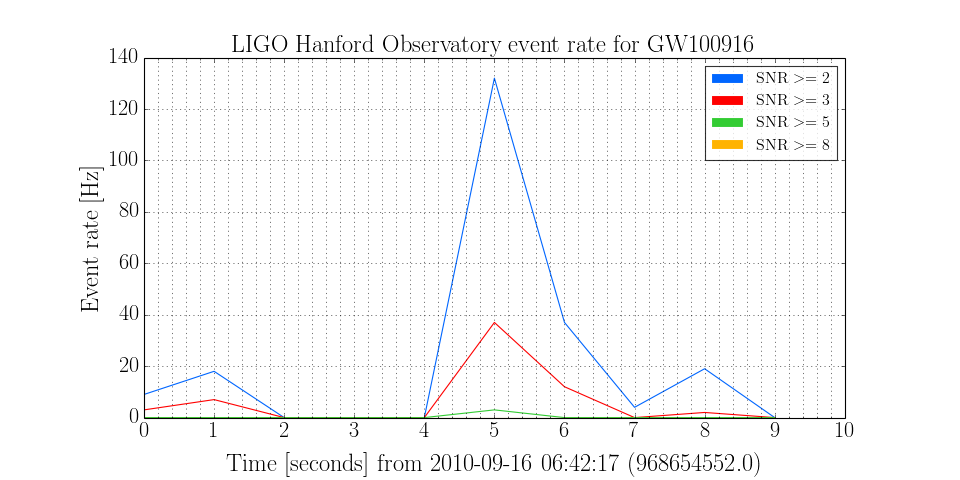 LIGO Hanford Observatory event rate for GW100916
140
120
100
80
60
40
20
0
Event rate [Hz]
SNR >= 2
SNR >= 3
SNR >= 5
SNR >= 8
0 1 2 3 4 5 6 7 8 9 10
Time [seconds] from 2010-09-16 06:42:17 (968654552.0)